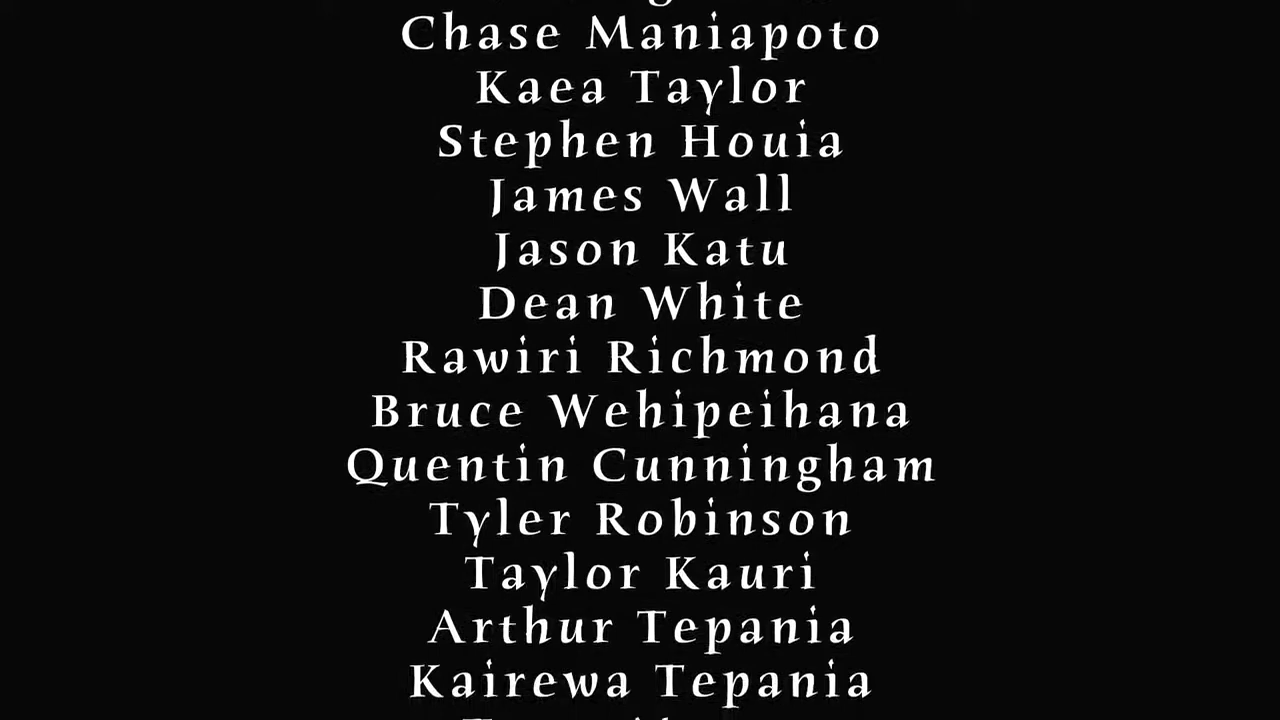 Chase Maniapoto
Kaea Taylor
Stephen Houia
James Wall
Jason Katu
Dean White
Rawiri Richmond
Bruce Wehipeihana
Quentin Cunningham
Tyler Robinson
Taylor Kauri
Arthur Tepania
Kairewa Tepania